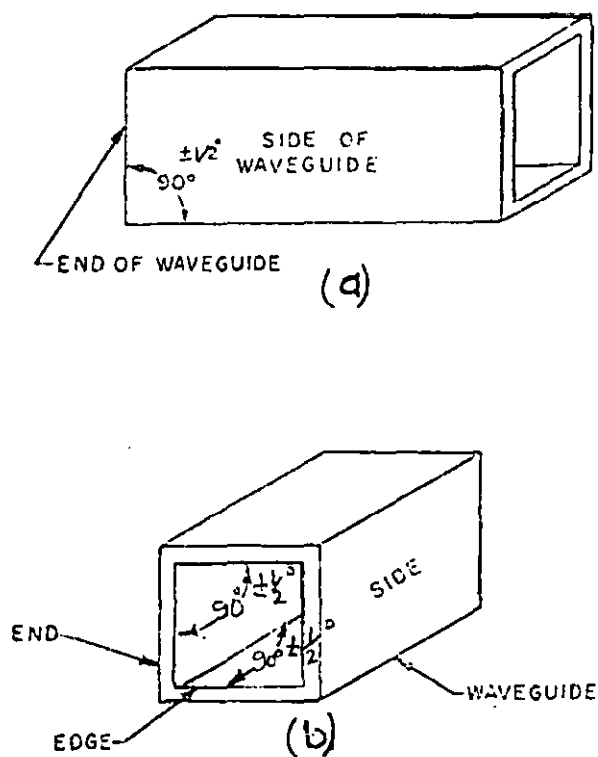 ±1/2°
SIDE OF
WAVEGUIDE
90°
END OF WAVEGUIDE
(a)
90° ±1/2°
SIDE
END
90° ±1/2°
WAVEGUIDE
EDGE
(b)